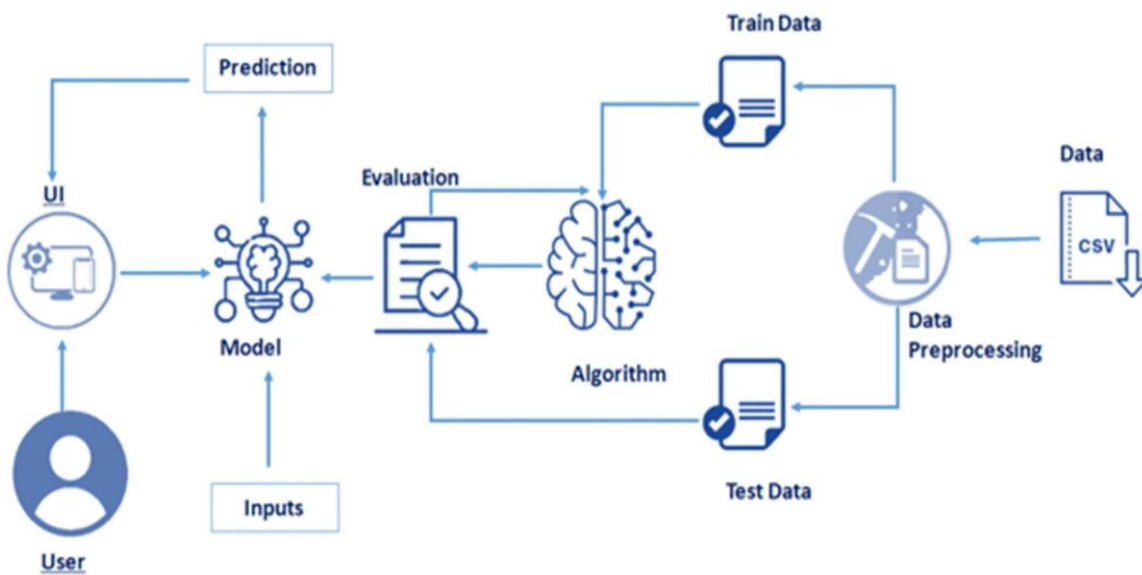 Train Data
Prediction
Data
Evaluation
UI
CSV
Model
Data
Preprocessing
Algorithm
Inputs
Test Data
User